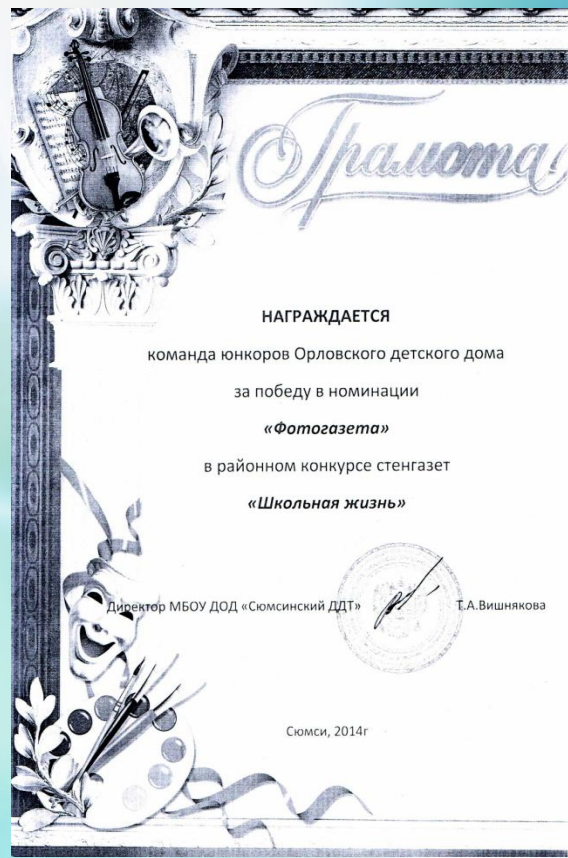 Грамота
НАГРАЖДАЕТСЯ
команда юнкоров Орловского детского дома
за победу в номинации
«Фотогазета»
в районном конкурсе стенгазет
«Школьная жизнь»
Директор МБОУ ДОД «Сюмсинский ДДТ» Т.А.Вишнякова
Сюмси, 2014г